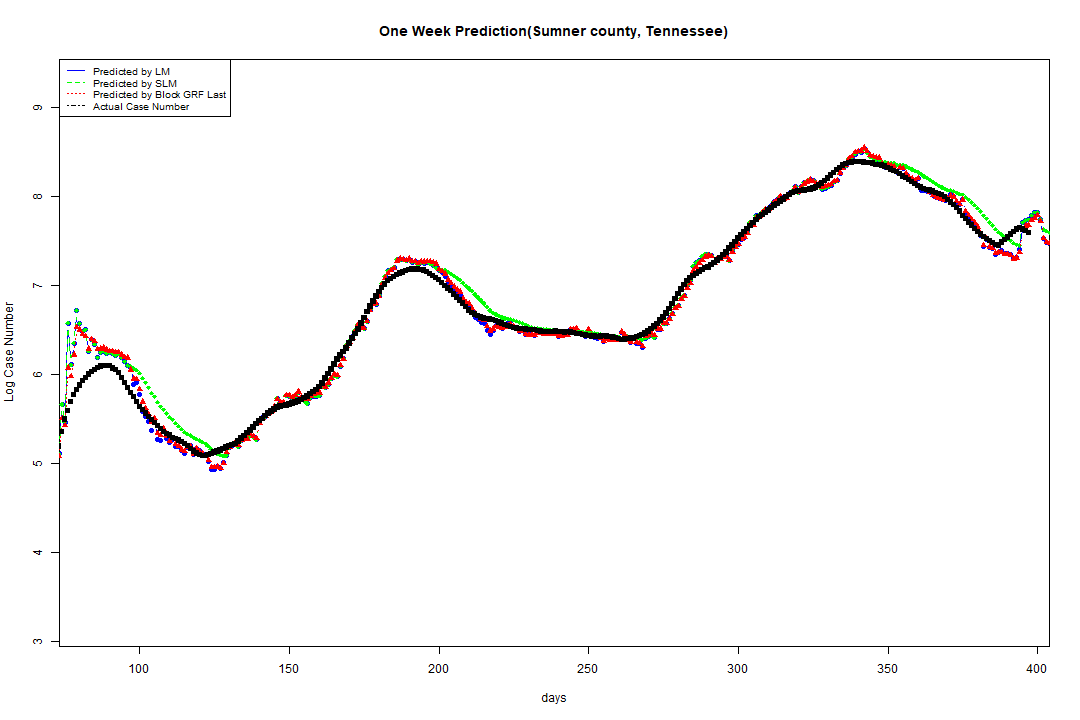 One Week Prediction(Sumner county, Tennessee)
Predicted by LM
Predicted by SLM
Predicted by Block GRF Last
Actual Case Number
9
8
7
6
5
4
3
Log Case Number
100 150 200 250 300 350 400
days